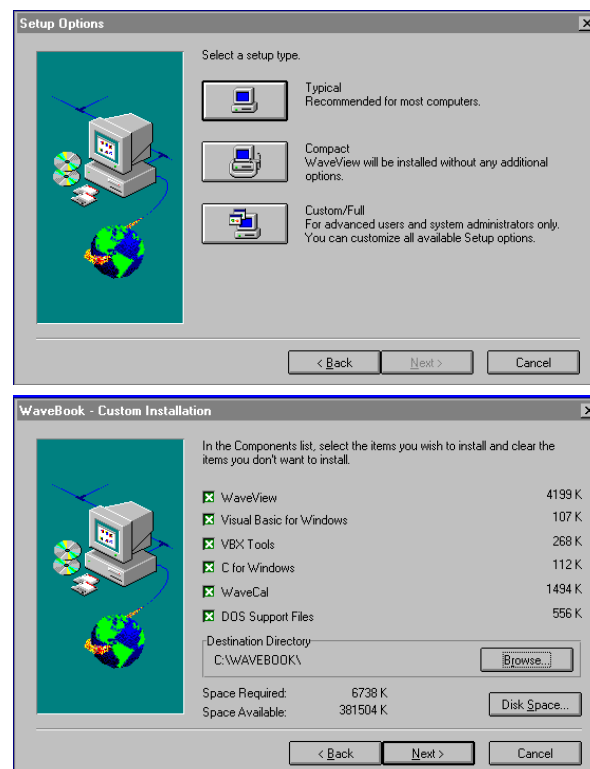 Setup Options
Select a setup type.
Typical
Recommended for most computers.
Compact
WaveView will be installed without any additional
options.
Custom/Full
For advanced users and system administrators only.
You can customize all available Setup options.
< Back
Next >
Cancel
WaveBook - Custom Installation
In the Components list, select the items you wish to install and clear the
items you don't want to install.
WaveView 4199 K
Visual Basic for Windows 107 K
VBX Tools 268 K
C for Windows 112 K
WaveCal 1494 K
DOS Support Files 556 K
Destination Directory
C:\WAVEBOOK\
Browse...
Space Required: 6738 K
Space Available: 381504 K
Disk Space...
< Back
Next >
Cancel